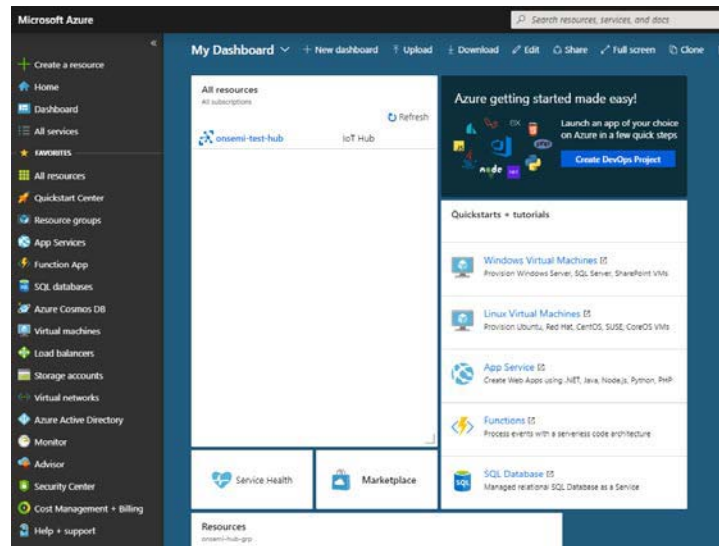 Microsoft Azure
Search resources, services, and docs
«
Create a resource
Home
Dashboard
All services
FAVORITES
All resources
Quickstart Center
Resource groups
App Services
Function App
SQL databases
Azure Cosmos DB
Virtual machines
Load balancers
Storage accounts
Virtual networks
Azure Active Directory
Monitor
Advisor
Security Center
Cost Management + Billing
Help + support
My Dashboard
+ New dashboard
Upload
Download
Edit
Share
Full screen
Clone
All resources
All subscriptions
Refresh
onsemi-test-hub
IoT Hub
Service Health
Marketplace
Resources
onsemi-hub-grp
Azure getting started made easy!
Launch an app of your choice
on Azure in a few quick steps
Create DevOps Project
JS
node
php
Quickstarts + tutorials
Windows Virtual Machines
Provision Windows Server, SQL Server, SharePoint VMs
Linux Virtual Machines
Provision Ubuntu, Red Hat, CentOS, SUSE, CoreOS VMs
App Service
Create Web Apps using .NET, Java, Node.js, Python, PHP
Functions
Process events with a serverless code architecture
SQL
SQL Database
Managed relational SQL Database as a Service